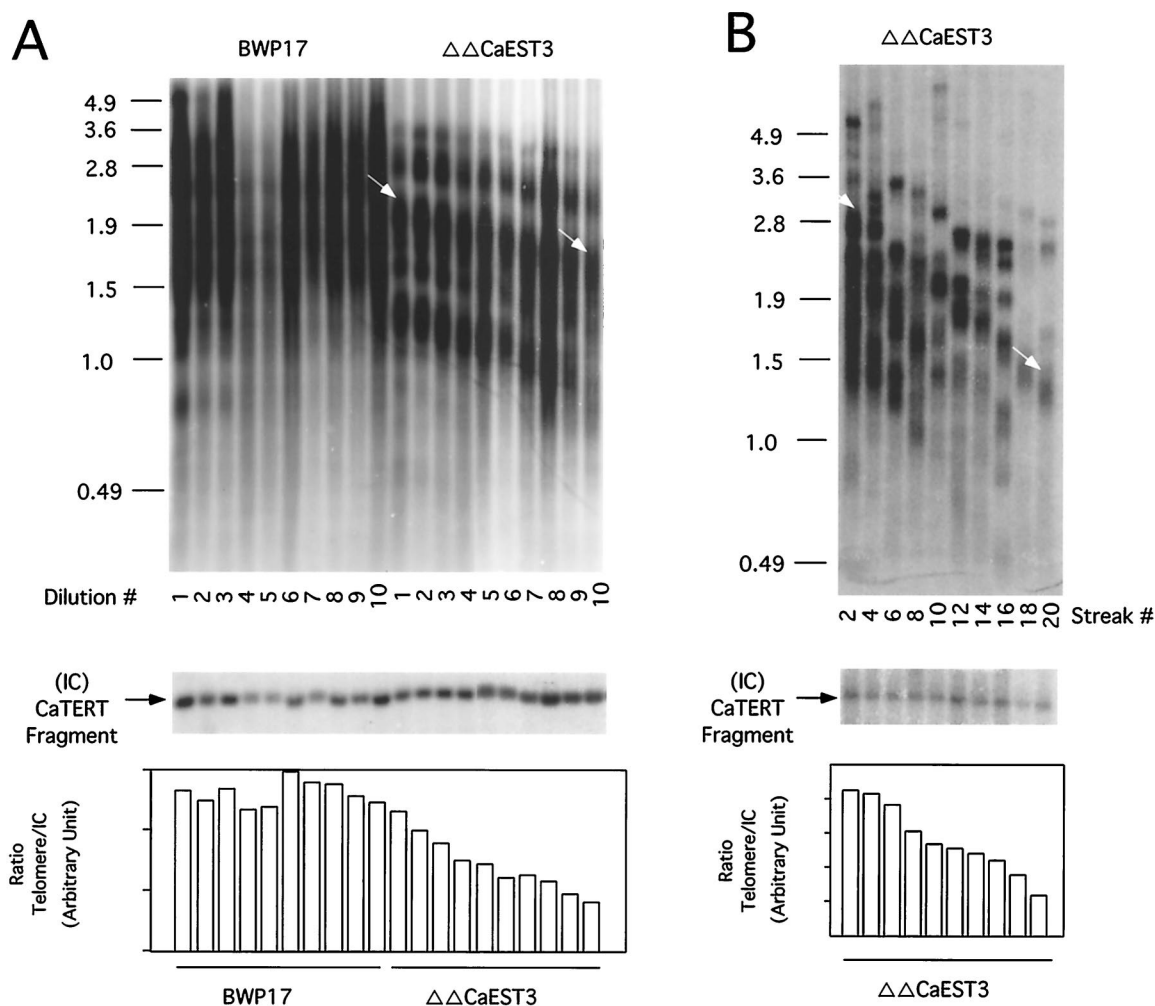 A
BWP17
△△CaEST3
4.9
3.6
2.8
1.9
1.5
1.0
0.49
Dilution #
1 2 3 4 5 6 7 8 9 10 1 2 3 4 5 6 7 8 9 10
(IC)
CaTERT
Fragment
Ratio
Telomere/IC
(Arbitrary Unit)
BWP17
△△CaEST3
B
△△CaEST3
4.9
3.6
2.8
1.9
1.5
1.0
0.49
2 4 6 8 10 12 14 16 18 20
Streak #
(IC)
CaTERT
Fragment
Ratio
Telomere/IC
(Arbitrary Unit)
△△CaEST3